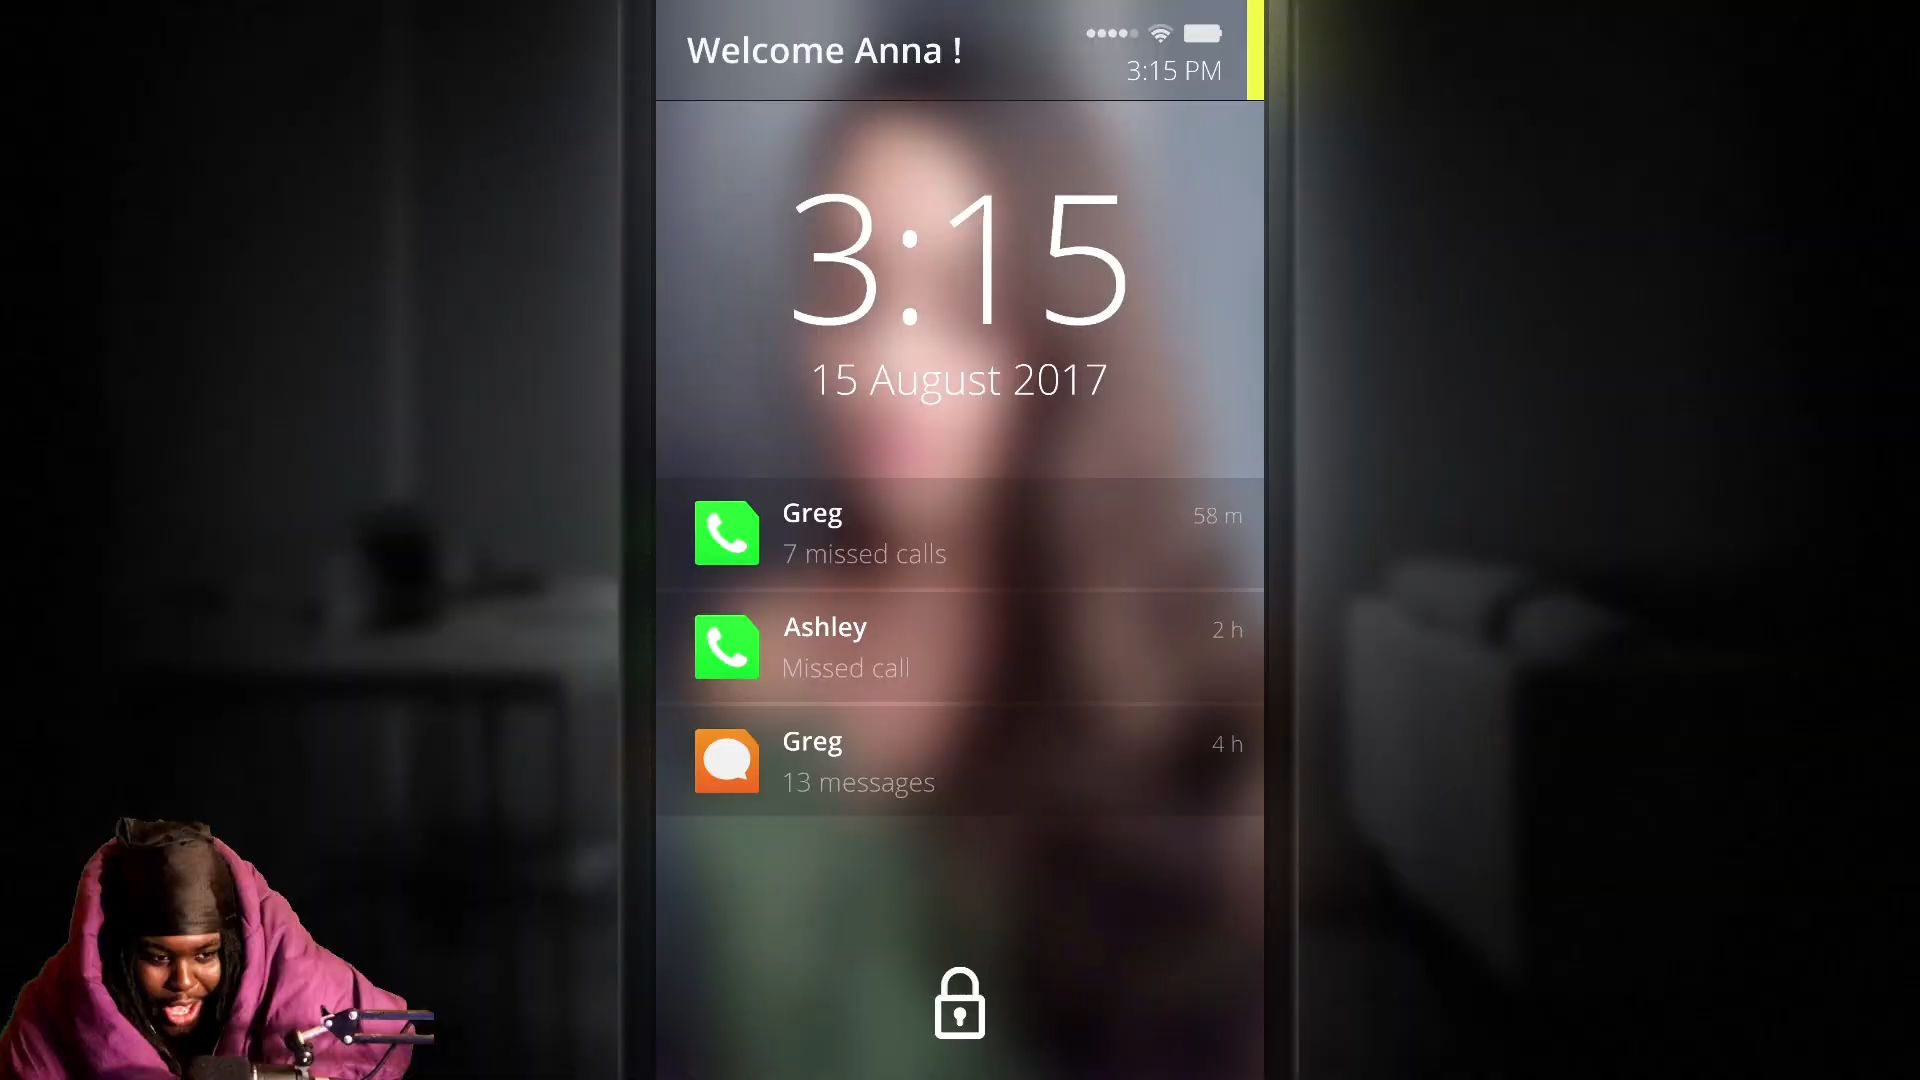 Welcome Anna !
3:15 PM
3:15
15 August 2017
Greg
58 m
7 missed calls
Ashley
2 h
Missed call
Greg
4 h
13 messages